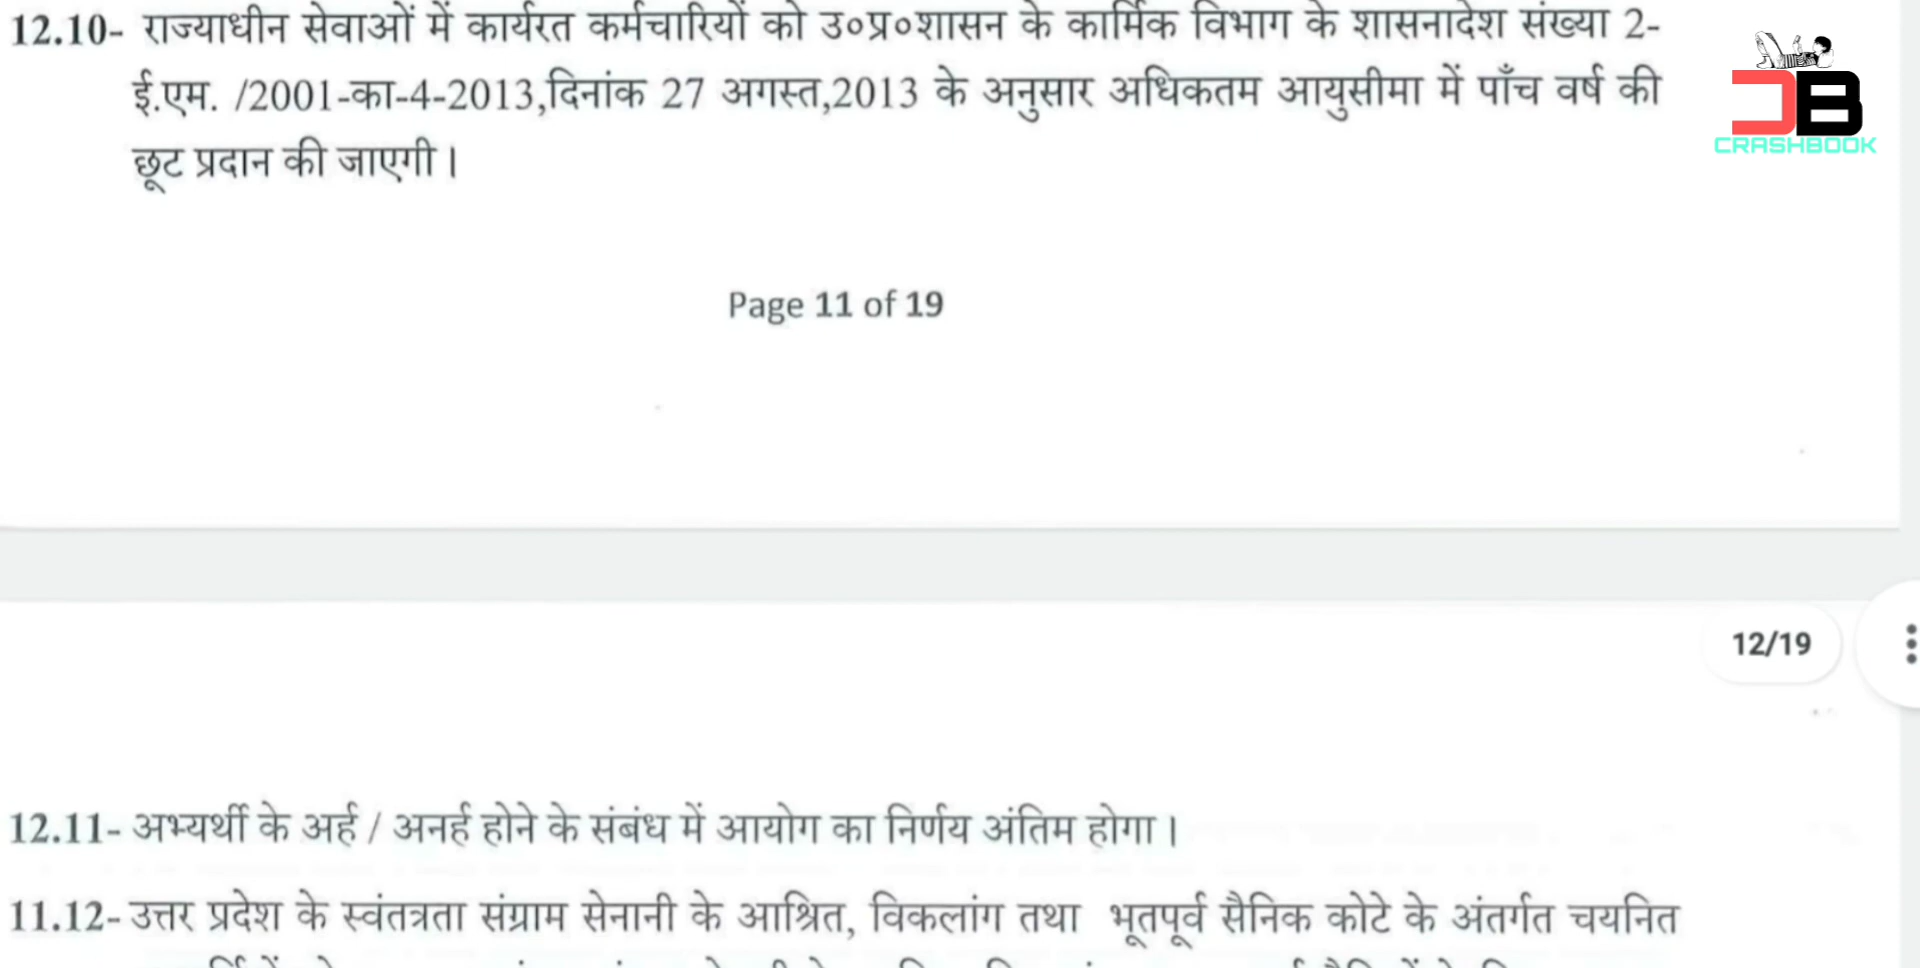 12.10- राज्याधीन सेवाओं में कार्यरत कर्मचारियों को उ०प्र०शासन के कार्मिक विभाग के शासनादेश संख्या 2-
ई.एम. /2001-का-4-2013,दिनांक 27 अगस्त,2013 के अनुसार अधिकतम आयुसीमा में पाँच वर्ष की
छूट प्रदान की जाएगी।
CRASHBOOK
Page 11 of 19
12/19
12.11- अभ्यर्थी के अर्ह / अनर्ह होने के संबंध में आयोग का निर्णय अंतिम होगा।
11.12- उत्तर प्रदेश के स्वंतत्रता संग्राम सेनानी के आश्रित, विकलांग तथा भूतपूर्व सैनिक कोटे के अंतर्गत चयनित